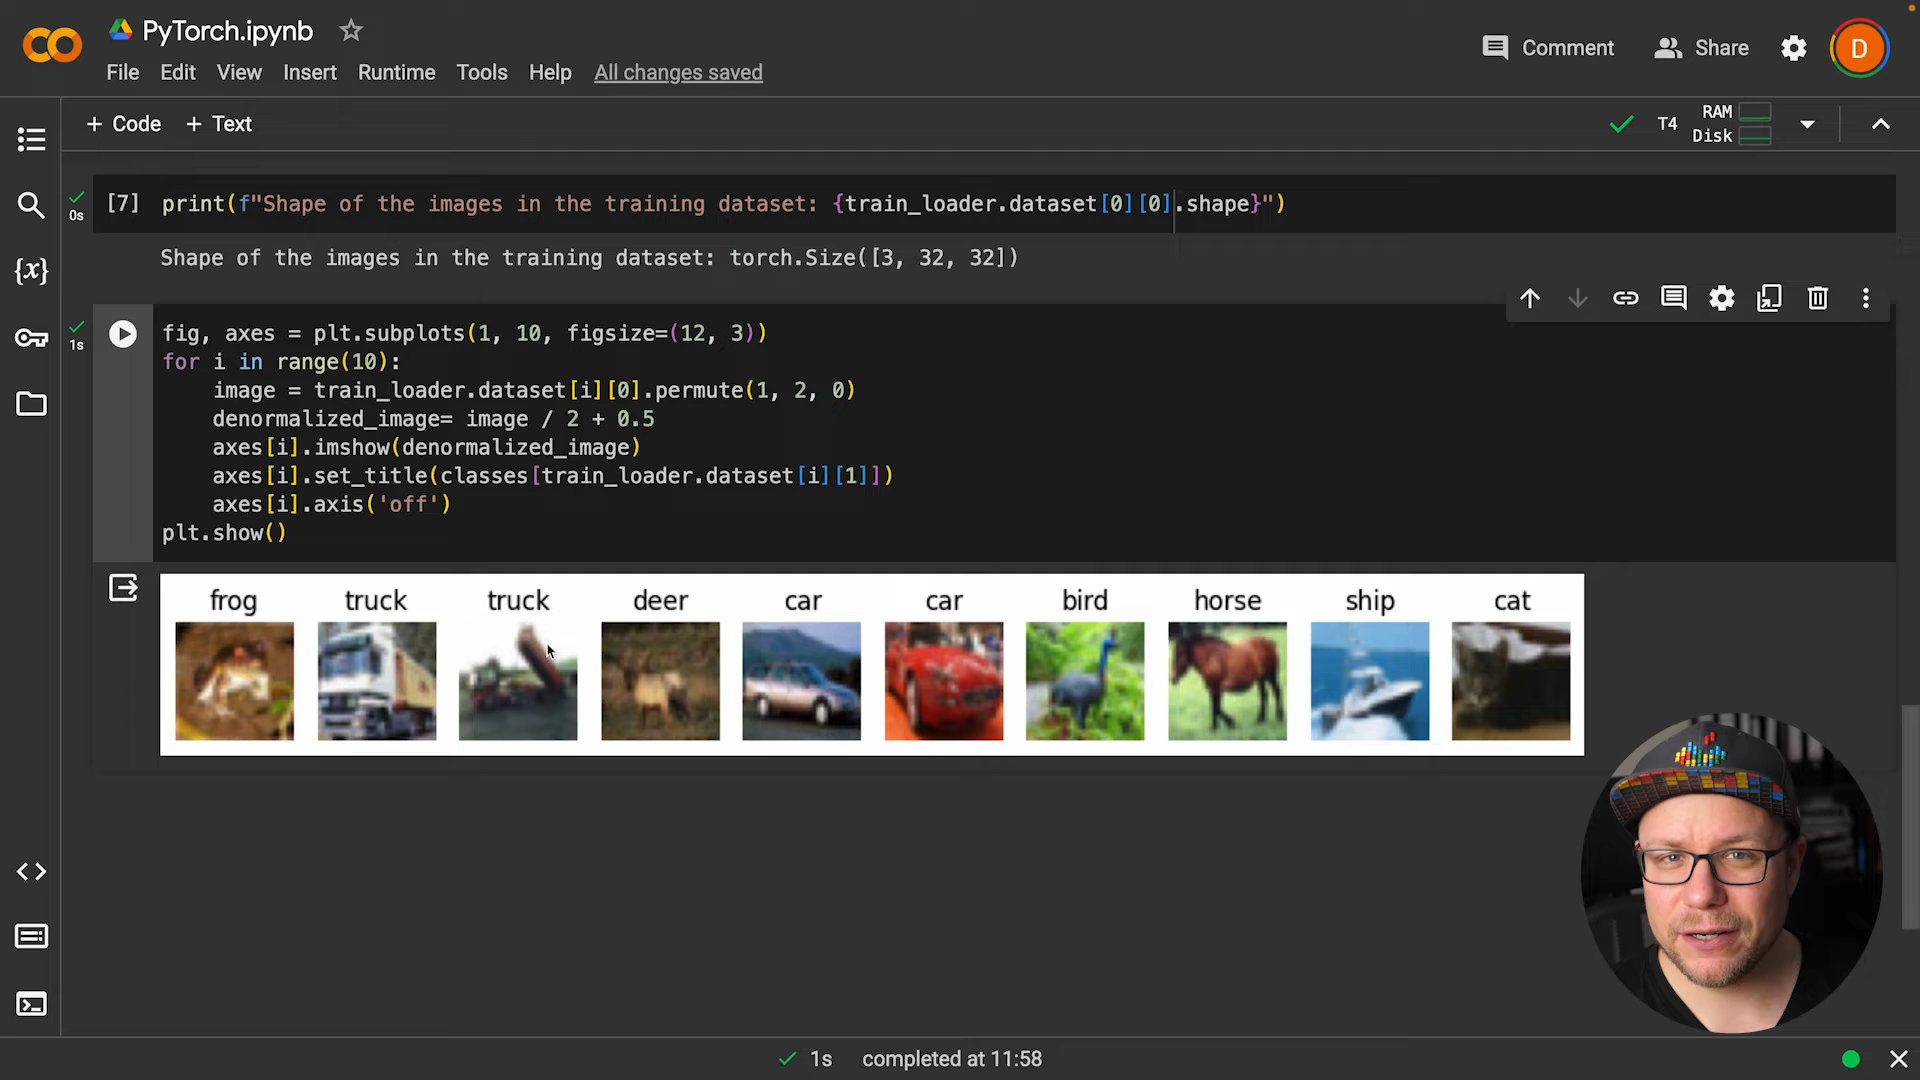 PyTorch.ipynb
Comment
Share
D
File Edit View Insert Runtime Tools Help All changes saved
+ Code + Text
T4
RAM
Disk
0s
[7] print(f"Shape of the images in the training dataset: {train_loader.dataset[0][0].shape}")
Shape of the images in the training dataset: torch.Size([3, 32, 32])
{x}
1s
fig, axes = plt.subplots(1, 10, figsize=(12, 3))
for i in range(10):
    image = train_loader.dataset[i][0].permute(1, 2, 0)
    denormalized_image= image / 2 + 0.5
    axes[i].imshow(denormalized_image)
    axes[i].set_title(classes[train_loader.dataset[i][1]])
    axes[i].axis('off')
plt.show()
frog truck truck deer car car bird horse ship cat
1s completed at 11:58